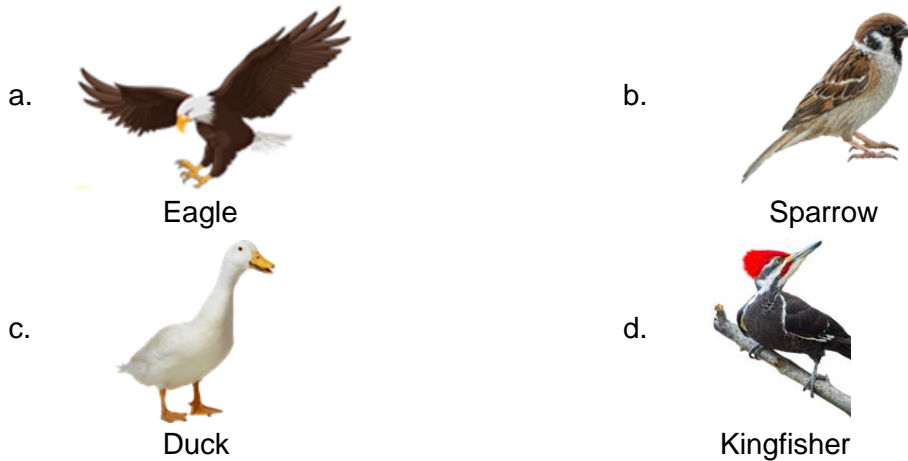 a.
b.
Eagle
Sparrow
c.
d.
Duck
Kingfisher